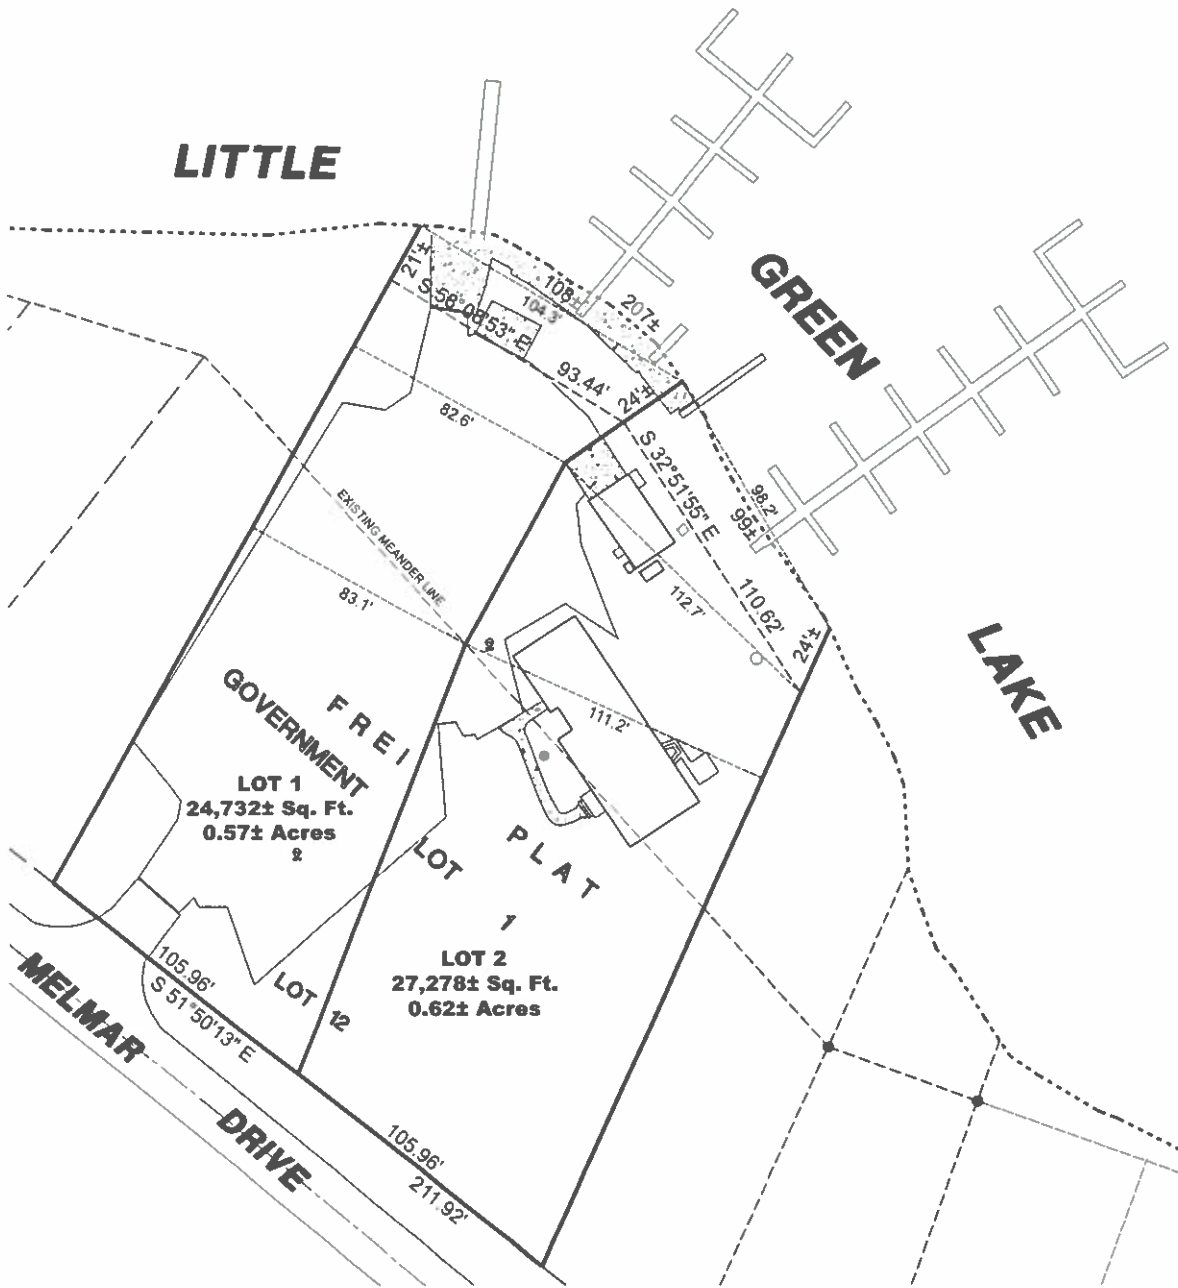 LITTLE
GREEN
LAKE
21'±
S 56°08'53" E
108±
104.3'
207±
93.44'
24'±
82.6'
S 32°51'55" E
98.2'
99±
EXISTING MEANDER LINE
83.1'
112.7'
110.62'
24'±
111.2'
FREI
GOVERNMENT
LOT 1
24,732± Sq. Ft.
0.57± Acres
PLAT
LOT
1
LOT 2
27,278± Sq. Ft.
0.62± Acres
105.96'
S 51°50'13" E
LOT 12
MELMAR
DRIVE
105.96'
211.92'